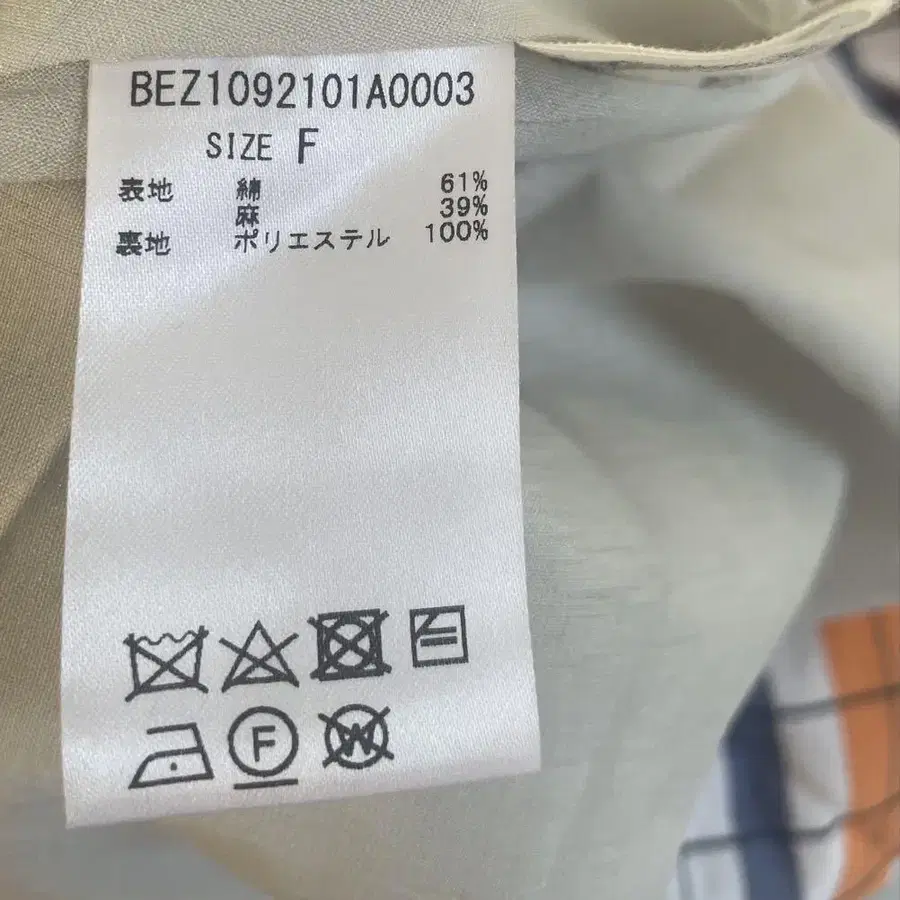 BEZ1092101A0003
SIZE F
表地 綿 61%
麻 39%
裏地 ポリエステル 100%
F
W